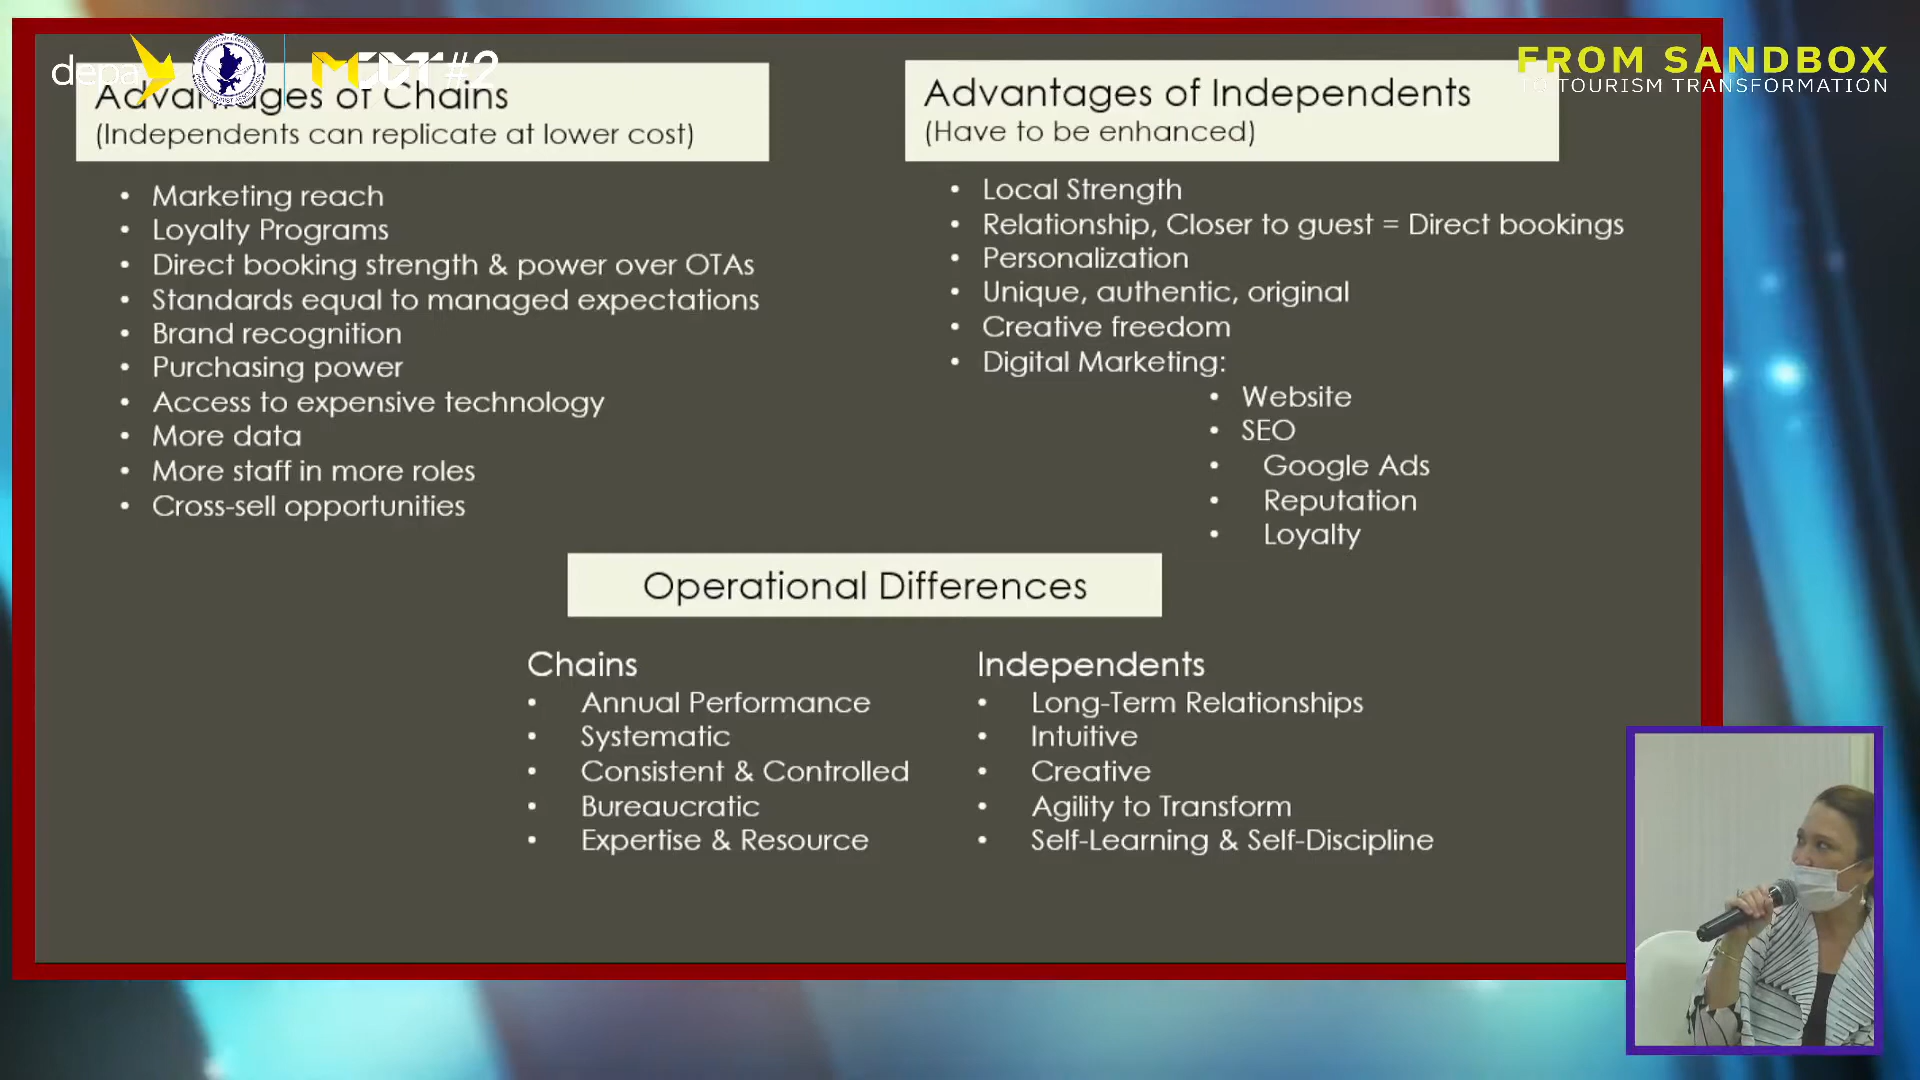 depa
#2
FROM SANDBOX
TO TOURISM TRANSFORMATION
Advantages of Chains
(Independents can replicate at lower cost)
• Marketing reach
• Loyalty Programs
• Direct booking strength & power over OTAs
• Standards equal to managed expectations
• Brand recognition
• Purchasing power
• Access to expensive technology
• More data
• More staff in more roles
• Cross-sell opportunities
Advantages of Independents
(Have to be enhanced)
• Local Strength
• Relationship, Closer to guest = Direct bookings
• Personalization
• Unique, authentic, original
• Creative freedom
• Digital Marketing:
• Website
• SEO
• Google Ads
• Reputation
• Loyalty
Operational Differences
Chains
• Annual Performance
• Systematic
• Consistent & Controlled
• Bureaucratic
• Expertise & Resource
Independents
• Long-Term Relationships
• Intuitive
• Creative
• Agility to Transform
• Self-Learning & Self-Discipline